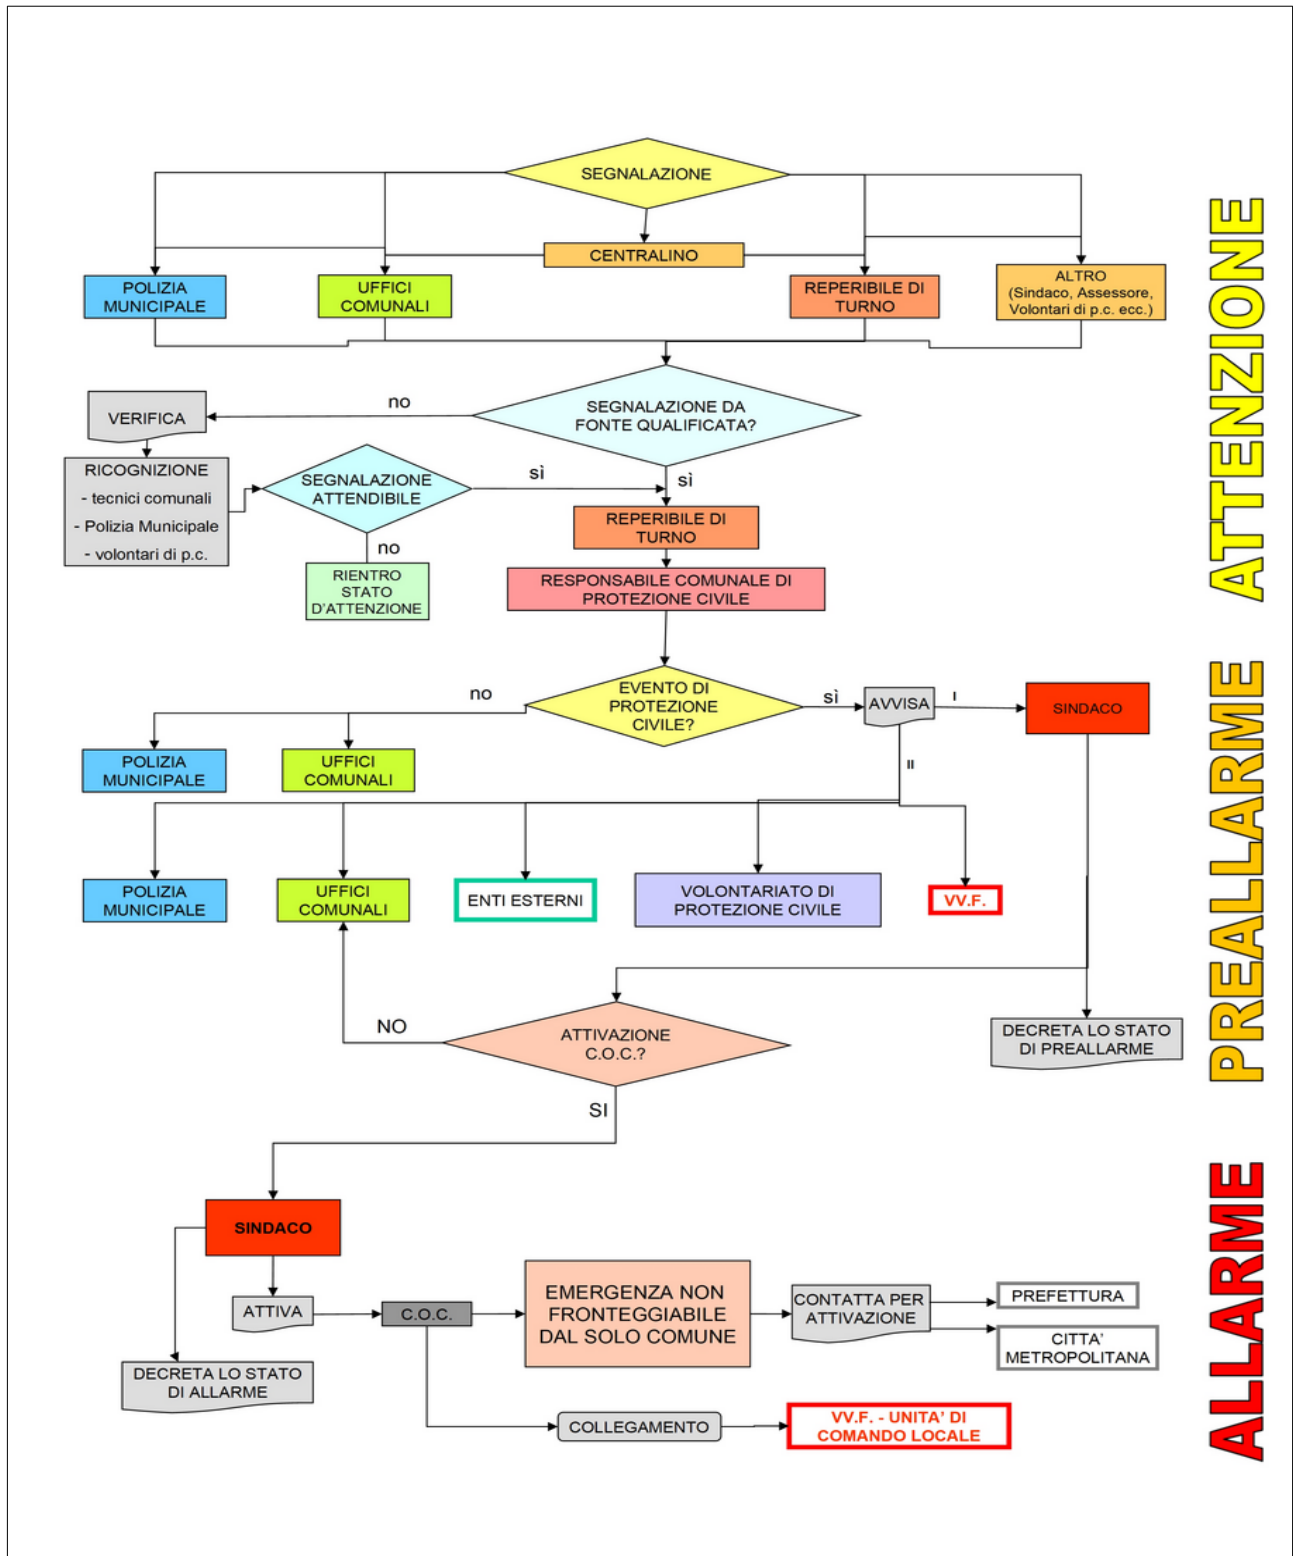 SEGNALAZIONE
CENTRALINO
POLIZIA
MUNICIPALE
UFFICI
COMUNALI
REPERIBILE DI
TURNO
ALTRO
(Sindaco, Assessore,
Volontari di p.c. ecc.)
ATTENZIONE
VERIFICA
no
SEGNALAZIONE DA
FONTE QUALIFICATA?
RICOGNIZIONE
- tecnici comunali
- Polizia Municipale
- volontari di p.c.
SEGNALAZIONE
ATTENDIBILE
sì
sì
no
REPERIBILE DI
TURNO
RIENTRO
STATO
D'ATTENZIONE
RESPONSABILE COMUNALE DI
PROTEZIONE CIVILE
no
EVENTO DI
PROTEZIONE
CIVILE?
sì
AVVISA
I
SINDACO
II
PREALLARME
POLIZIA
MUNICIPALE
UFFICI
COMUNALI
POLIZIA
MUNICIPALE
UFFICI
COMUNALI
ENTI ESTERNI
VOLONTARIATO DI
PROTEZIONE CIVILE
VV.F.
NO
ATTIVAZIONE
C.O.C.?
DECRETA LO STATO
DI PREALLARME
SI
SINDACO
ALLARME
ATTIVA
C.O.C.
EMERGENZA NON
FRONTEGGIABILE
DAL SOLO COMUNE
CONTATTA PER
ATTIVAZIONE
PREFETTURA
CITTA'
METROPOLITANA
DECRETA LO STATO
DI ALLARME
COLLEGAMENTO
VV.F. - UNITA' DI
COMANDO LOCALE